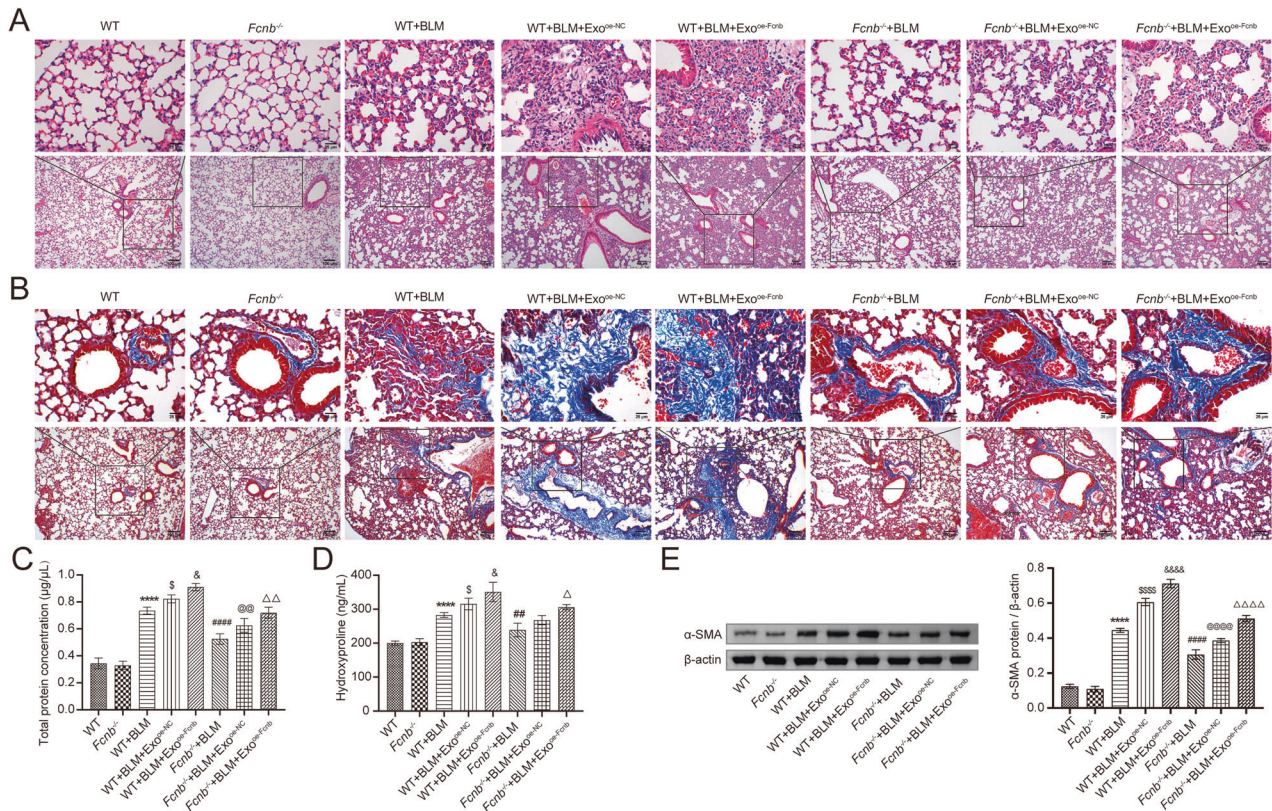 A
WT Fcnb-/- WT+BLM WT+BLM+Exooe-NC WT+BLM+Exooe-Fcnb Fcnb-/-+BLM Fcnb-/-+BLM+Exooe-NC Fcnb-/-+BLM+Exooe-Fcnb
B
WT Fcnb-/- WT+BLM WT+BLM+Exooe-NC WT+BLM+Exooe-Fcnb Fcnb-/-+BLM Fcnb-/-+BLM+Exooe-NC Fcnb-/-+BLM+Exooe-Fcnb
C
Total protein concentration (µg/µL)
1.0
0.8
0.6
0.4
0.2
0.0
**** $ & #### @@ △△
WT
Fcnb-/-
WT+BLM
WT+BLM+Exooe-NC
WT+BLM+Exooe-Fcnb
Fcnb-/-+BLM
Fcnb-/-+BLM+Exooe-NC
Fcnb-/-+BLM+Exooe-Fcnb
D
Hydroxyproline (ng/mL)
400
300
200
100
0
**** $ & ## △
WT
Fcnb-/-
WT+BLM
WT+BLM+Exooe-NC
WT+BLM+Exooe-Fcnb
Fcnb-/-+BLM
Fcnb-/-+BLM+Exooe-NC
Fcnb-/-+BLM+Exooe-Fcnb
E
α-SMA
β-actin
WT
Fcnb-/-
WT+BLM
WT+BLM+Exooe-NC
WT+BLM+Exooe-Fcnb
Fcnb-/-+BLM
Fcnb-/-+BLM+Exooe-NC
Fcnb-/-+BLM+Exooe-Fcnb
α-SMA protein / β-actin
0.8
0.6
0.4
0.2
0.0
**** $$$$ &&&& #### @@@@ △△△△
WT
Fcnb-/-
WT+BLM
WT+BLM+Exooe-NC
WT+BLM+Exooe-Fcnb
Fcnb-/-+BLM
Fcnb-/-+BLM+Exooe-NC
Fcnb-/-+BLM+Exooe-Fcnb